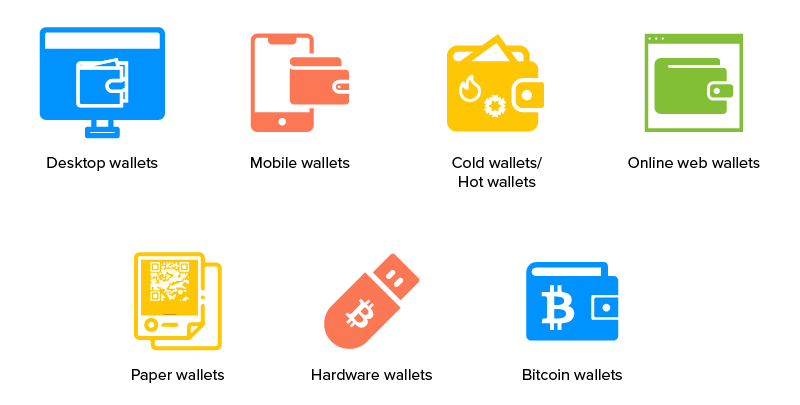 Desktop wallets
Mobile wallets
Cold wallets/
Hot wallets
Online web wallets
Paper wallets
Hardware wallets
Bitcoin wallets